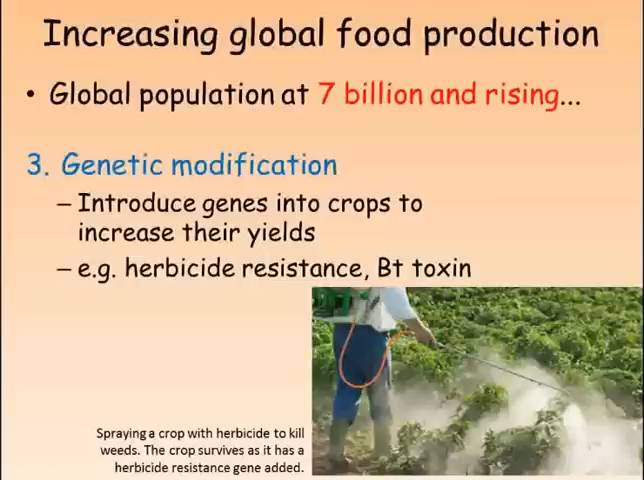 Increasing global food production
• Global population at 7 billion and rising...
3. Genetic modification
– Introduce genes into crops to
increase their yields
– e.g. herbicide resistance, Bt toxin
Spraying a crop with herbicide to kill
weeds. The crop survives as it has a
herbicide resistance gene added.